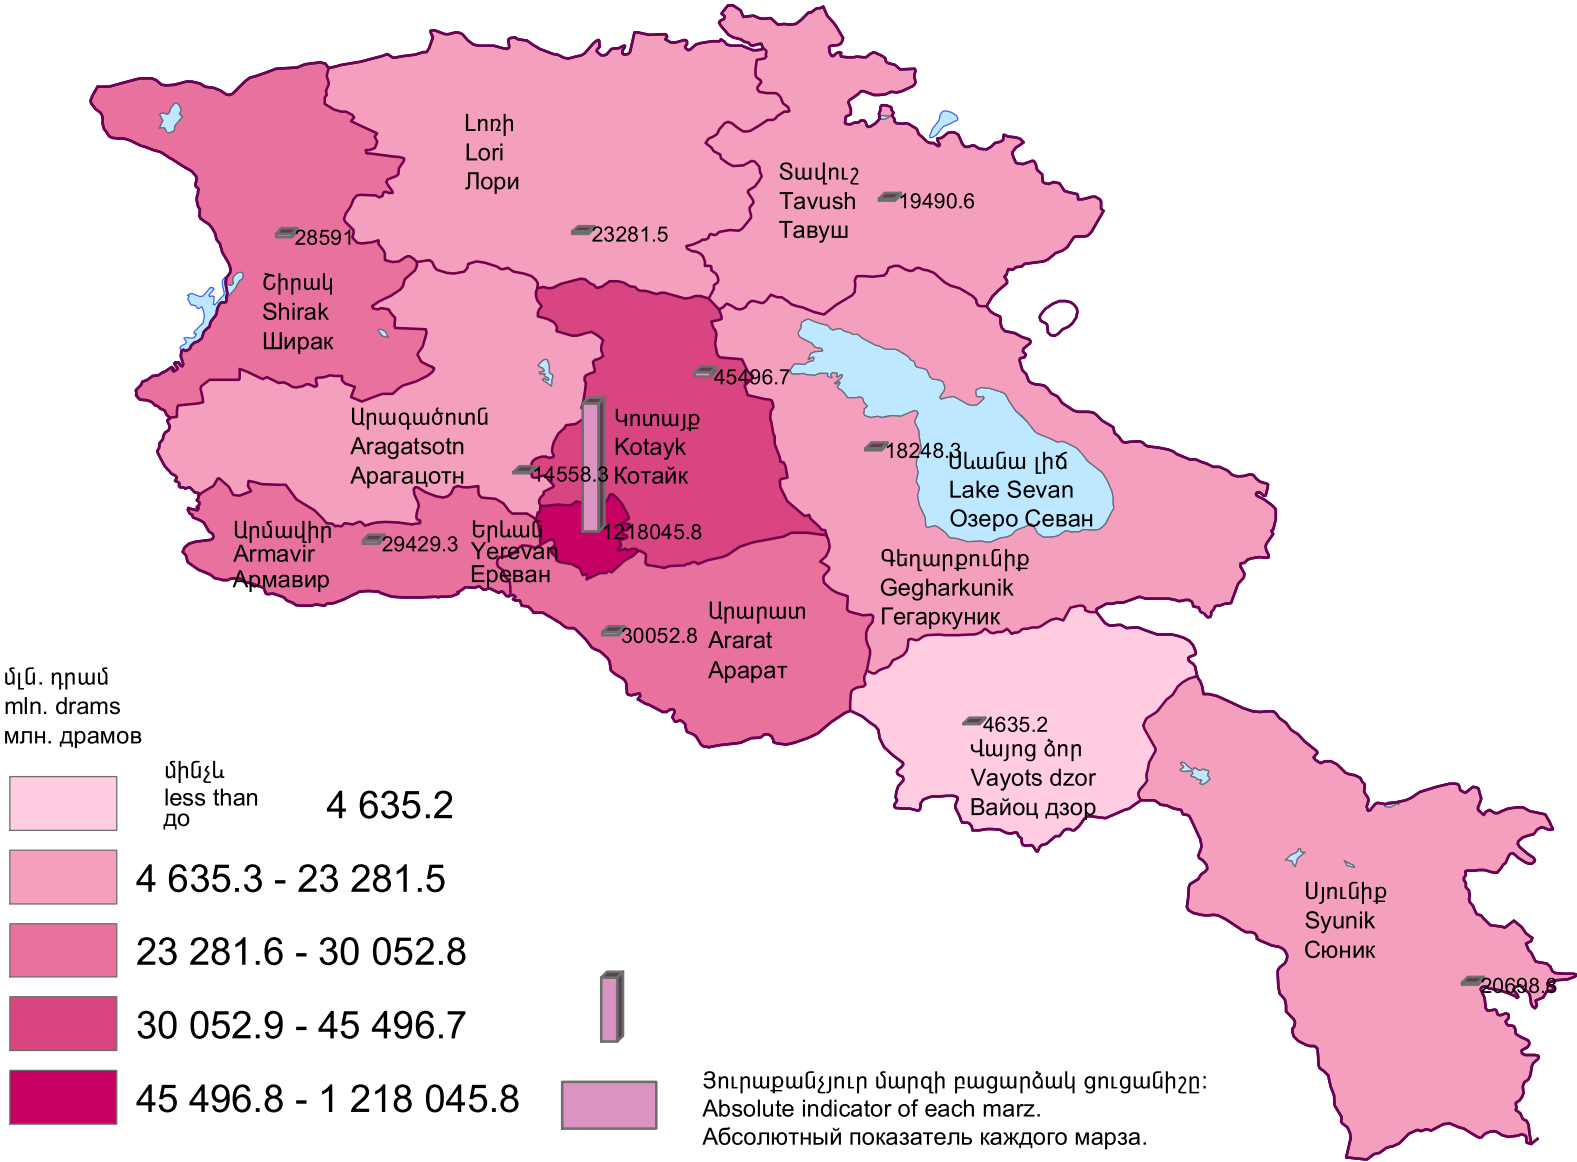 Լոռի
Lori
Лори
23281.5
Տավուշ
Tavush
Тавуш
19490.6
28591
Շիրակ
Shirak
Ширак
45496.7
Արագածոտն
Aragatsotn
Арагацотн
14558.3
Կոտայք
Kotayk
Котайк
18248.3
Սևանա լիճ
Lake Sevan
Озеро Севан
Արմավիր
Armavir
Армавир
29429.3
Երևան
Yerevan
Ереван
1218045.8
Գեղարքունիք
Gegharkunik
Гегаркуник
30052.8
Արարատ
Ararat
Арарат
4635.2
Վայոց ձոր
Vayots dzor
Вайоц дзор
Սյունիք
Syunik
Сюник
մլն. դրամ
mln. drams
млн. драмов
մինչև
less than
до
4 635.2
4 635.3 - 23 281.5
23 281.6 - 30 052.8
30 052.9 - 45 496.7
45 496.8 - 1 218 045.8
Յուրաքանչյուր մարզի բացարձակ ցուցանիշը:
Absolute indicator of each marz.
Абсолютный показатель каждого марза.